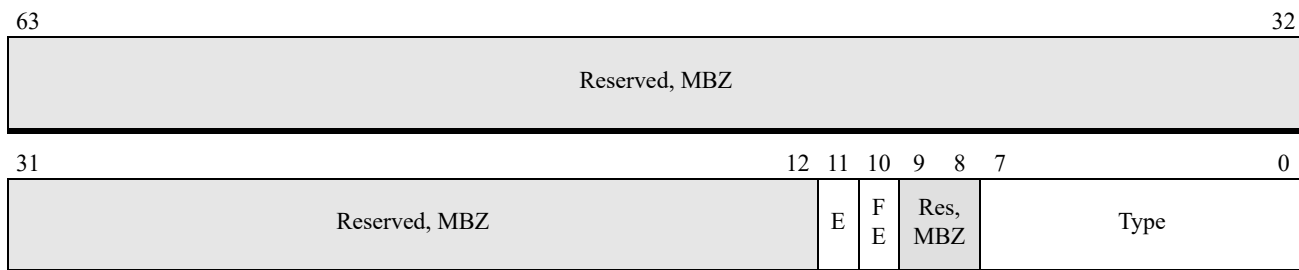 63 32
Reserved, MBZ
31 12 11 10 9 8 7 0
Reserved, MBZ E F E Res, MBZ Type